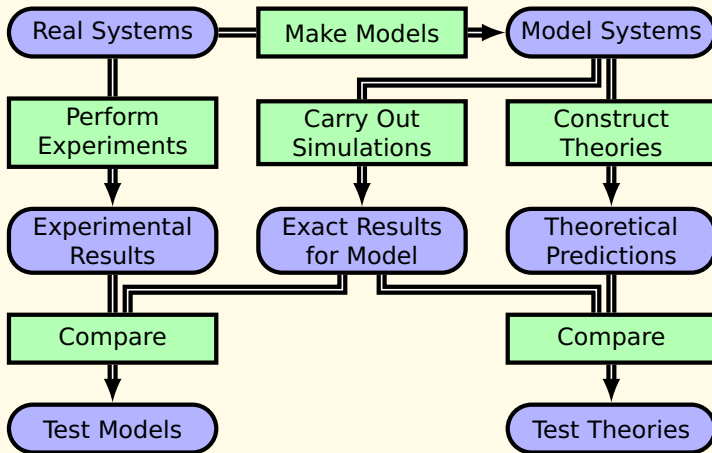 Real Systems
Make Models
Model Systems
Perform
Experiments
Carry Out
Simulations
Construct
Theories
Experimental
Results
Exact Results
for Model
Theoretical
Predictions
Compare
Compare
Test Models
Test Theories